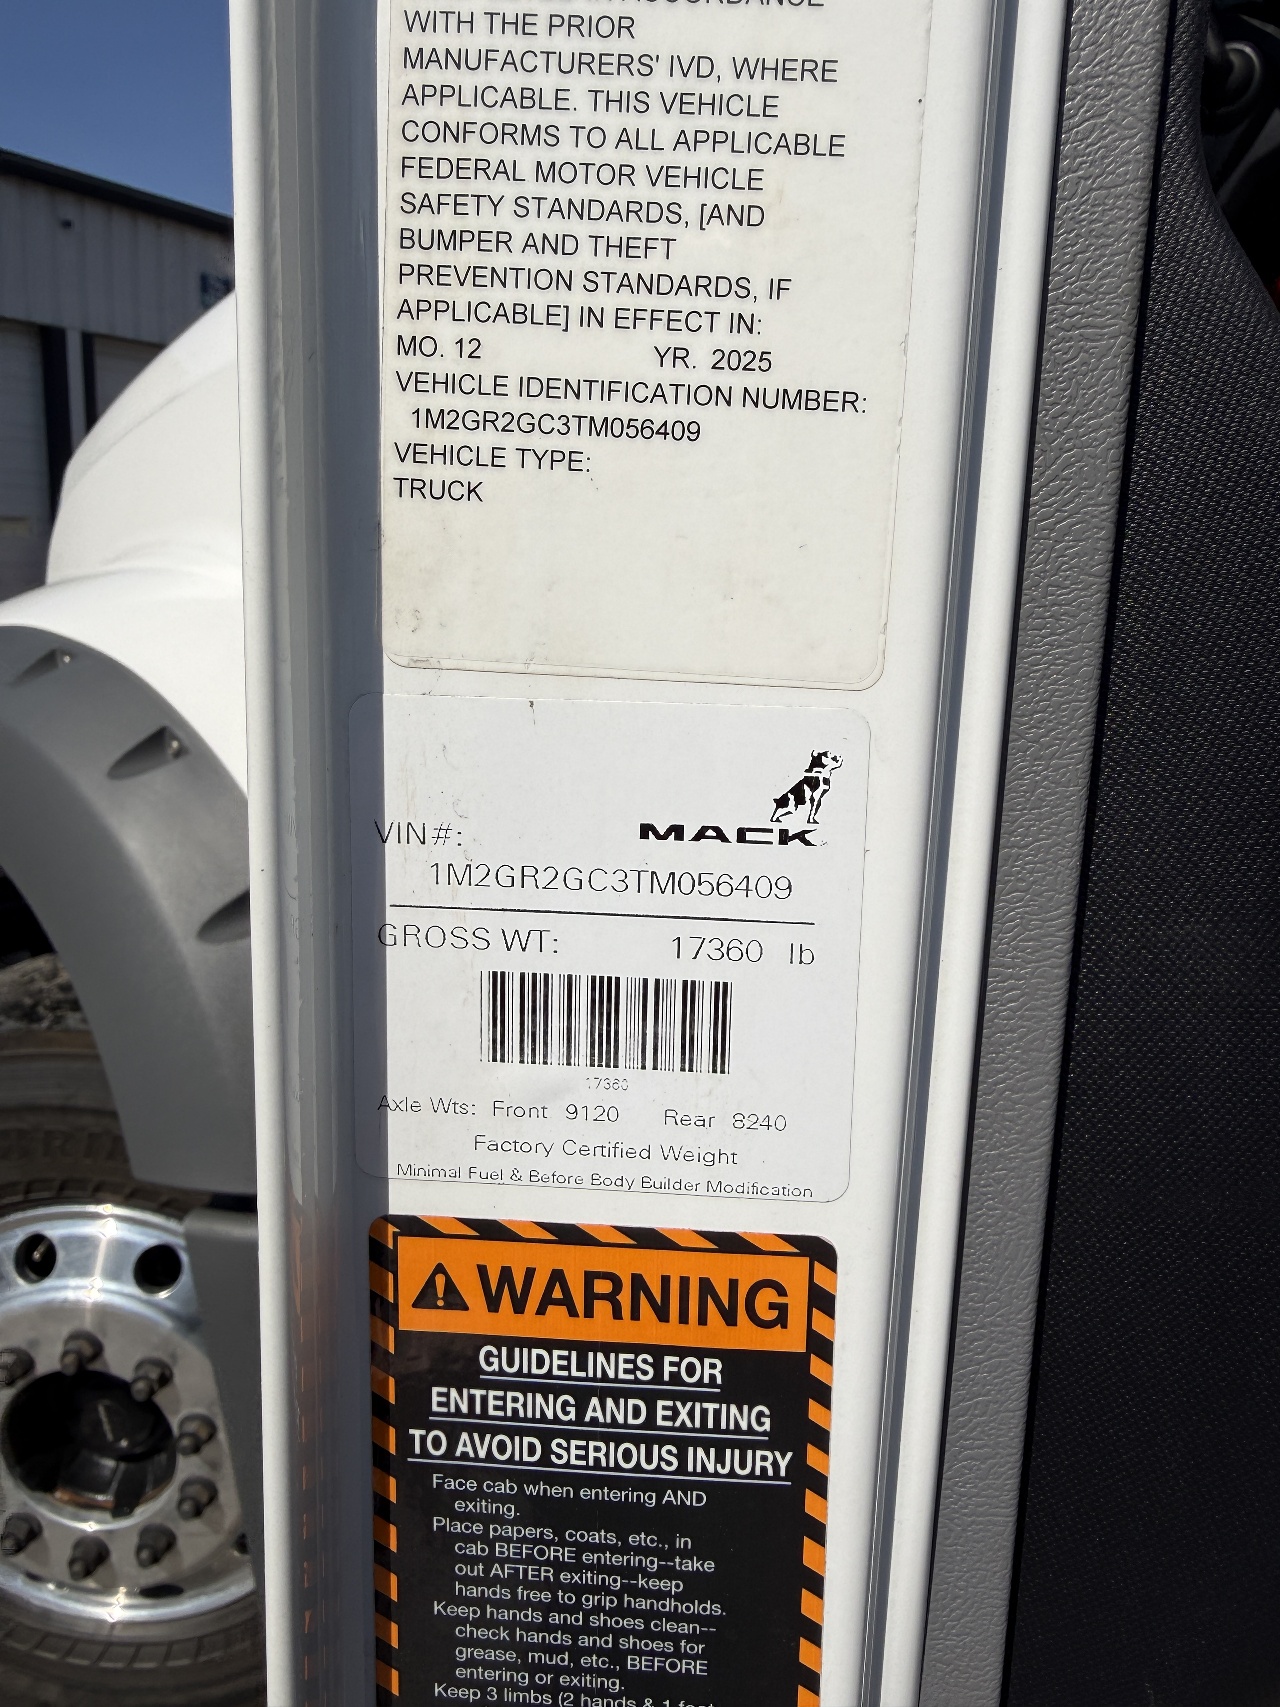 WITH THE PRIOR
MANUFACTURERS' IVD, WHERE
APPLICABLE. THIS VEHICLE
CONFORMS TO ALL APPLICABLE
FEDERAL MOTOR VEHICLE
SAFETY STANDARDS, [AND
BUMPER AND THEFT
PREVENTION STANDARDS, IF
APPLICABLE] IN EFFECT IN:
MO. 12 YR. 2025
VEHICLE IDENTIFICATION NUMBER:
1M2GR2GC3TM056409
VEHICLE TYPE:
TRUCK
MACK
VIN#:
1M2GR2GC3TM056409
GROSS WT: 17360 lb
17360
Axle Wts: Front 9120 Rear 8240
Factory Certified Weight
Minimal Fuel & Before Body Builder Modification
WARNING
GUIDELINES FOR
ENTERING AND EXITING
TO AVOID SERIOUS INJURY
Face cab when entering AND
exiting.
Place papers, coats, etc., in
cab BEFORE entering--take
out AFTER exiting--keep
hands free to grip handholds.
Keep hands and shoes clean--
check hands and shoes for
grease, mud, etc., BEFORE
entering or exiting.
Keep 3 limbs (2 hands & 1